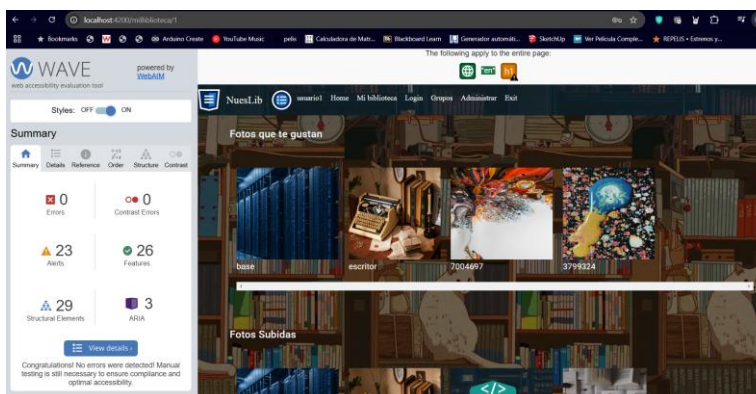 localhost:4200/miBiblioteca/1
Bookmarks
Arduino Create
YouTube Music
pelis
Calculadora de Matr...
Blackboard Learn
Generador automáti...
SketchUp
Ver Pelicula Comple...
REPELIS • Estrenos y...
The following apply to the entire page:
"en"
h1
WAVE
web accessibility evaluation tool
powered by
WebAIM
Styles: OFF ON
Summary
Summary Details Reference Order Structure Contrast
0
Errors
0
Contrast Errors
23
Alerts
26
Features
29
Structural Elements
3
ARIA
View details ›
Congratulations! No errors were detected! Manual
testing is still necessary to ensure compliance and
optimal accessibility.
NuesLib usuario1 Home Mi biblioteca Login Grupos Administrar Exit
Fotos que te gustan
base escritor 7004697 3799324
Fotos Subidas
</>